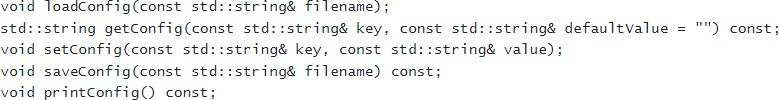 void loadConfig(const std::string& filename);
std::string getConfig(const std::string& key, const std::string& defaultValue = "") const;
void setConfig(const std::string& key, const std::string& value);
void saveConfig(const std::string& filename) const;
void printConfig() const;